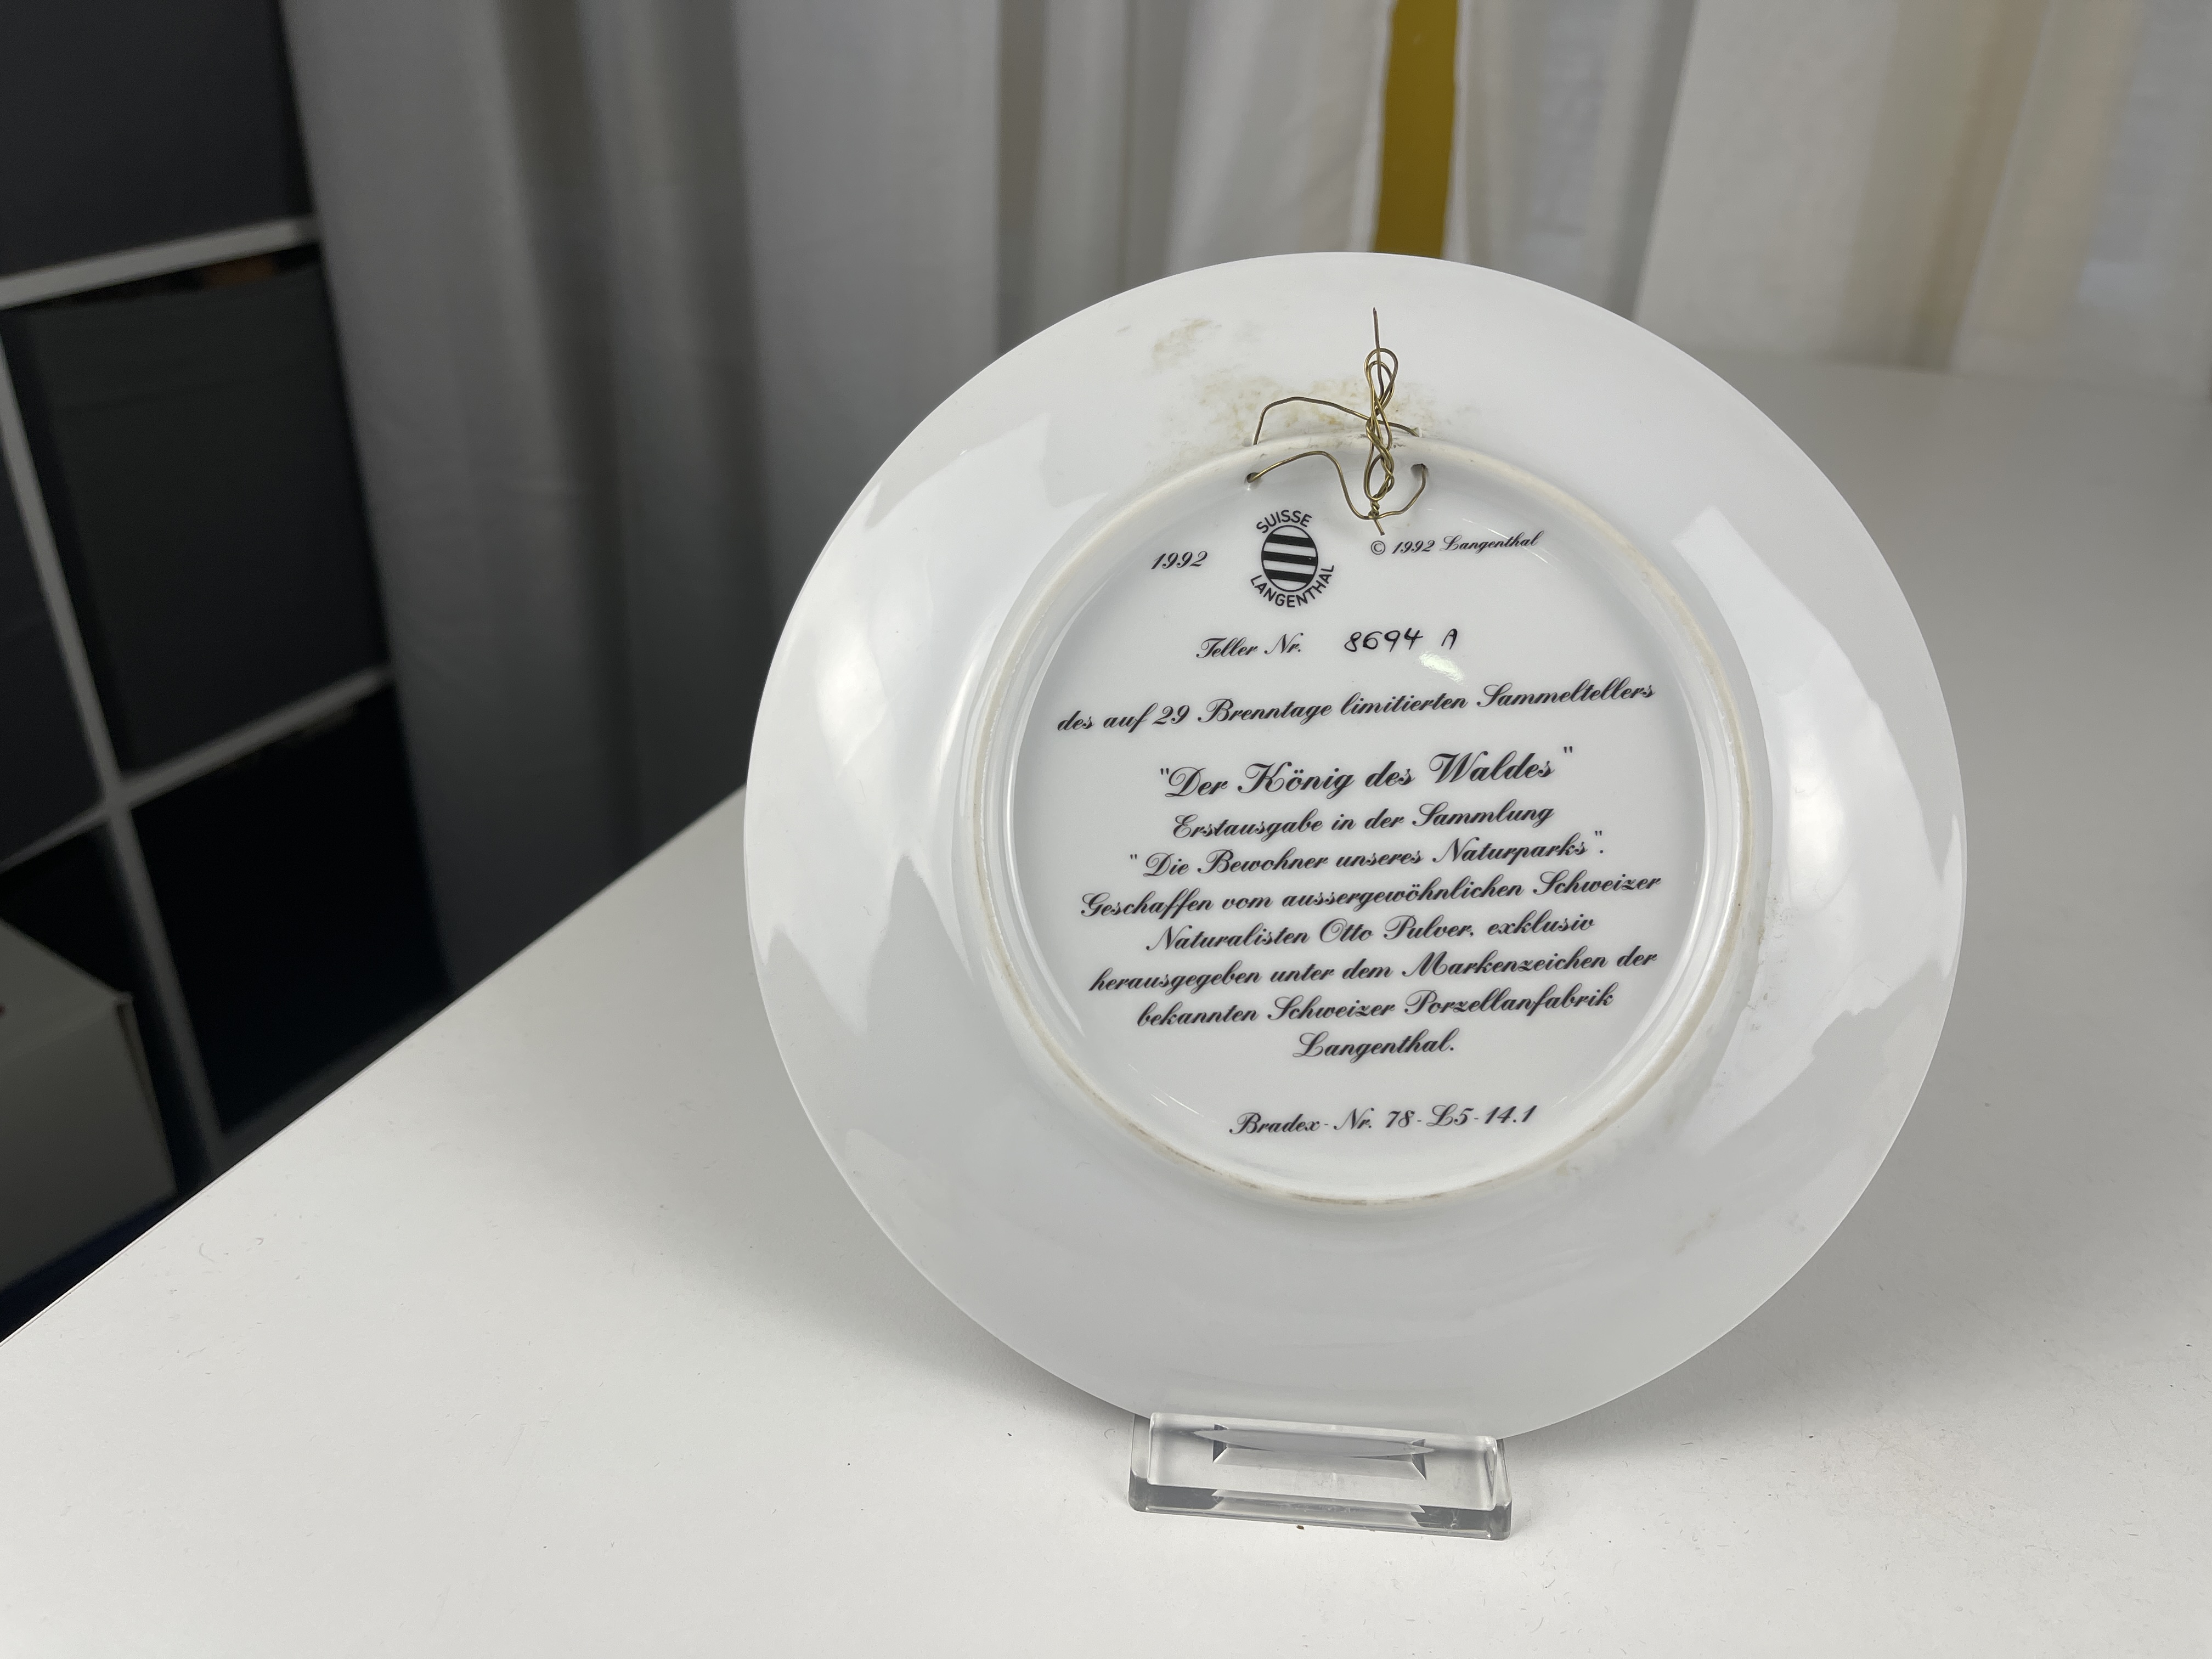 1992
SUISSE
LANGENTHAL
© 1992 Langenthal
Teller Nr. 8694 A
des auf 29 Brenntage limitierten Sammeltellers
"Der König des Waldes"
Erstausgabe in der Sammlung
"Die Bewohner unseres Naturparks".
Geschaffen vom aussergewöhnlichen Schweizer
Naturalisten Otto Pulver, exklusiv
herausgegeben unter dem Markenzeichen der
bekannten Schweizer Porzellanfabrik
Langenthal.
Bradex-Nr. 78-L5-14.1